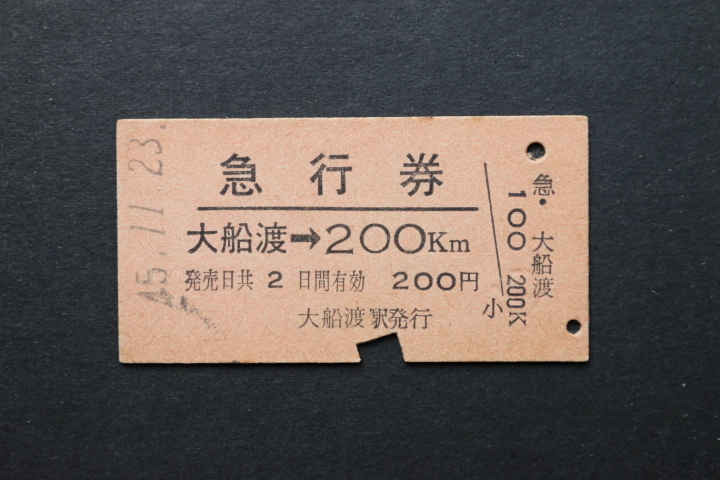 急行券
大船渡→200Km
発売日共2日間有効 200円
大船渡駅発行
45.11.23.
急・大船渡
100 200K
小